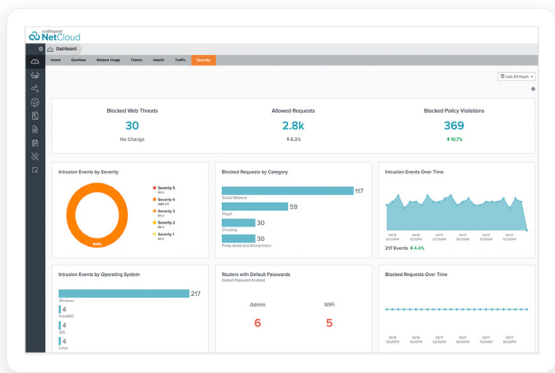 cradlepoint
NetCloud
Dashboard
Home GeoView Modem Usage Clients Health Traffic Security
Last 24 Hours
Blocked Web Threats
30
No Change
Allowed Requests
2.8k
Blocked Policy Violations
369
10.7%
Intrusion Events by Severity
100%
Severity-5
Severity-4
Severity-3
Severity-2
Severity-1
Blocked Requests by Category
117
Social Network
59
Illegal
30
30
Proxy Avoid and Anonymizers
Intrusion Events Over Time
217 Events 4.4%
Intrusion Events by Operating System
217
Windows
4
FreeBSD
4
iOS
4
Linux
Routers with Default Passwords
Default Password Enabled
Admin WiFi
6 5
Blocked Requests Over Time